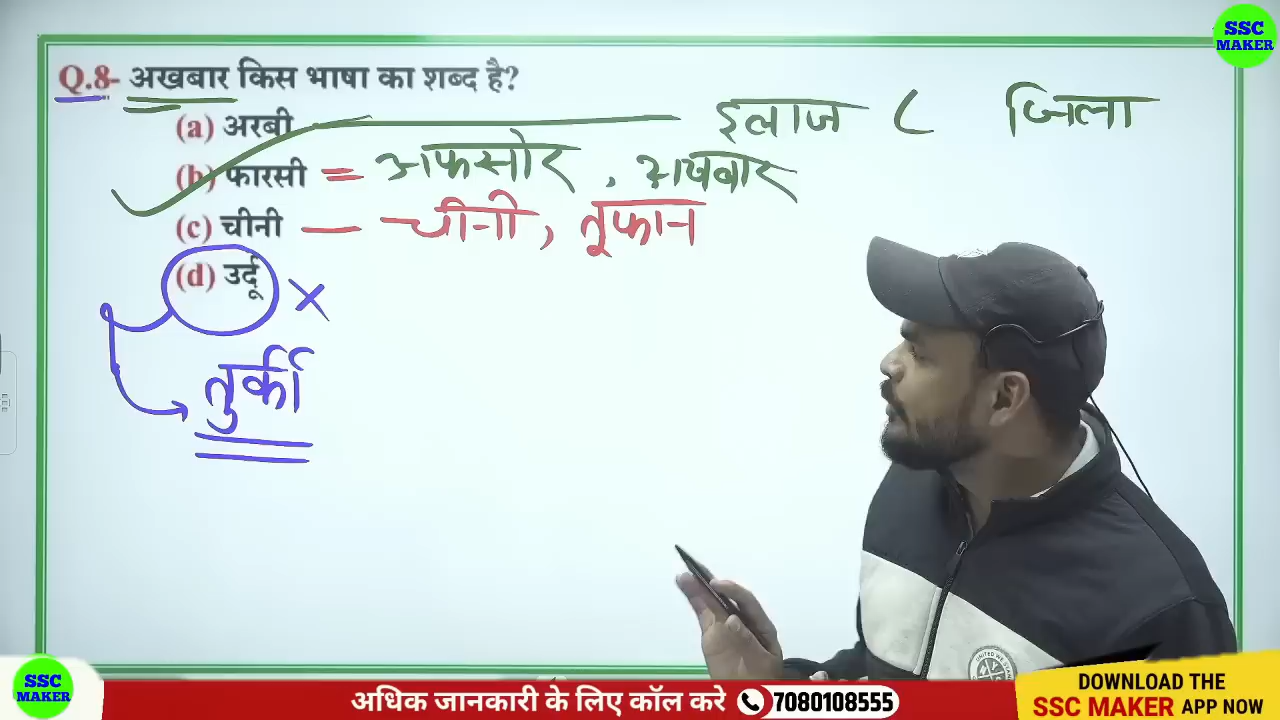 SSC
MAKER
Q.8- अखबार किस भाषा का शब्द है?
(a) अरबी इलाज जिला
(b) फारसी = अफसोर, अखबार
(c) चीनी — चीनी, तूफान
(d) उर्दू ×
तुर्की
SSC
MAKER
अधिक जानकारी के लिए कॉल करे 7080108555
DOWNLOAD THE
SSC MAKER APP NOW